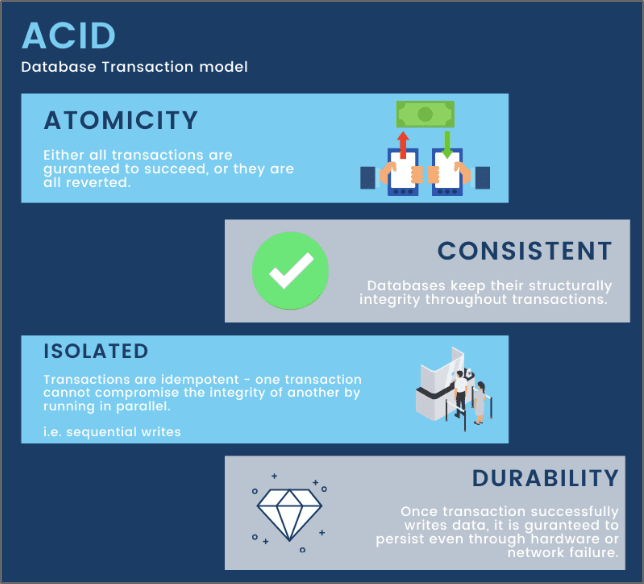 ACID
Database Transaction model
ATOMICITY
Either all transactions are
guranteed to succeed, or they are
all reverted.
CONSISTENT
Databases keep their structurally
integrity throughout transactions.
ISOLATED
Transactions are idempotent - one transaction
cannot compromise the integrity of another by
running in parallel.
i.e. sequential writes
DURABILITY
Once transaction successfully
writes data, it is guranteed to
persist even through hardware or
network failure.